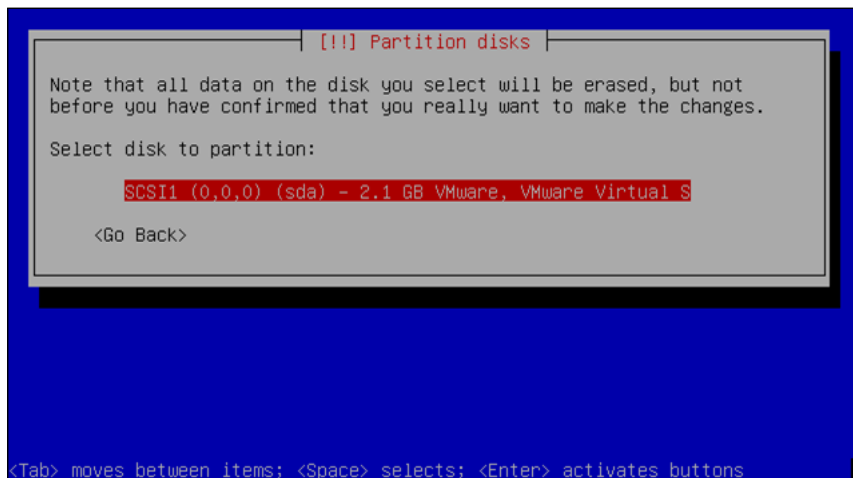 [!!] Partition disks
Note that all data on the disk you select will be erased, but not
before you have confirmed that you really want to make the changes.
Select disk to partition:
SCSI1 (0,0,0) (sda) - 2.1 GB VMware, VMware Virtual S
<Go Back>
<Tab> moves between items; <Space> selects; <Enter> activates buttons